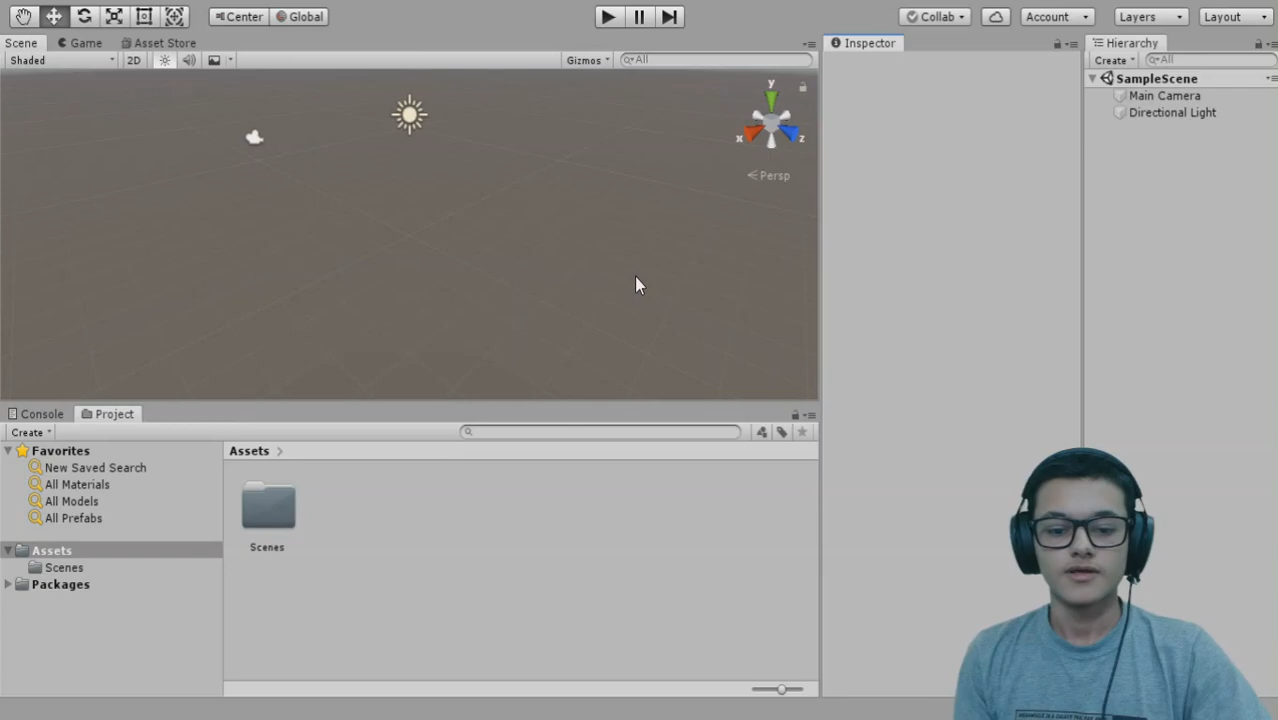 Center Global Collab Account Layers Layout
Scene Game Asset Store Inspector Hierarchy
Shaded 2D Gizmos All Create All
SampleScene
Main Camera
Directional Light
y
x z
Persp
Console Project
Create
Favorites Assets
New Saved Search
All Materials
All Models
All Prefabs
Scenes
Assets
Scenes
Packages